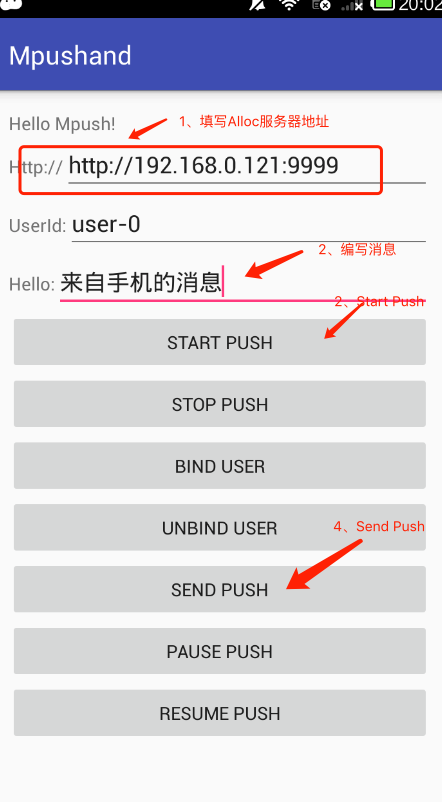 20:02
Mpushand
Hello Mpush!
1、填写Alloc服务器地址
Http:// http://192.168.0.121:9999
UserId: user-0
2、编写消息
Hello: 来自手机的消息
2、Start Push
START PUSH
STOP PUSH
BIND USER
UNBIND USER
4、Send Push
SEND PUSH
PAUSE PUSH
RESUME PUSH